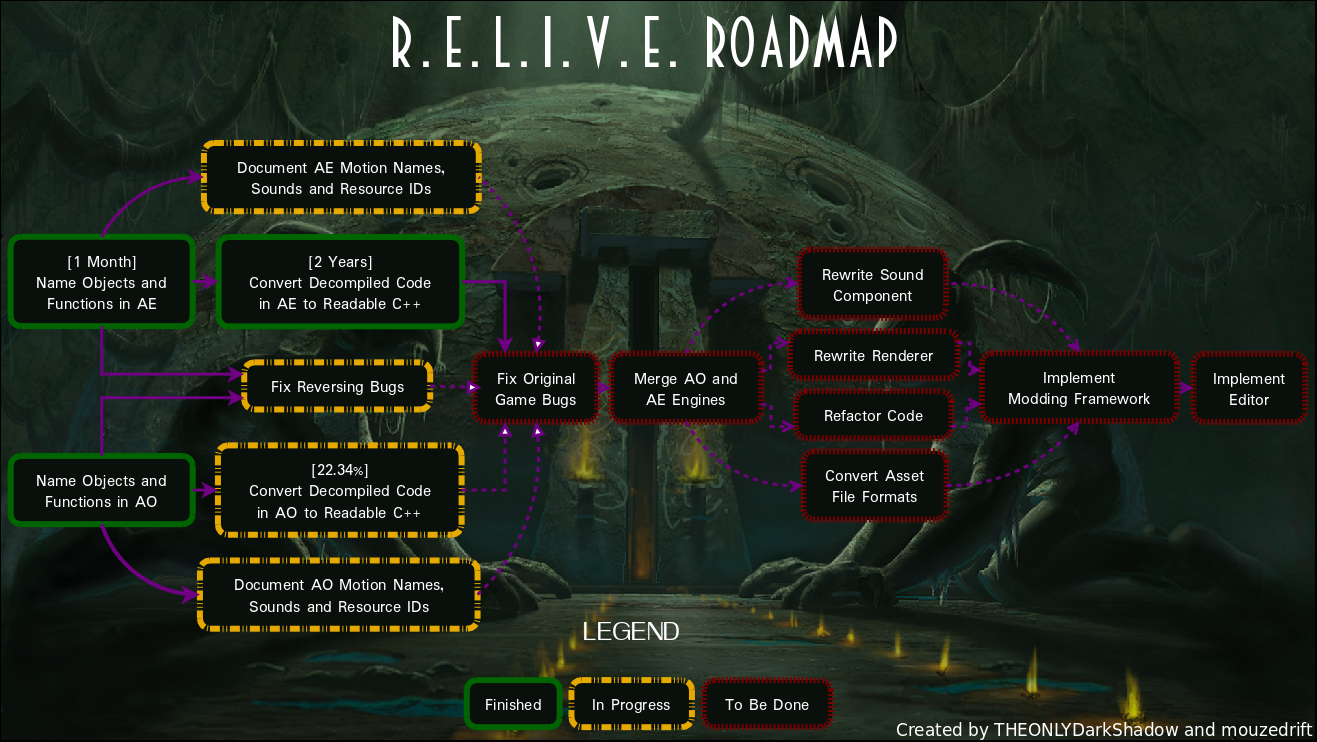 R.E.L.I.V.E. ROADMAP
Document AE Motion Names,
Sounds and Resource IDs
[1 Month]
Name Objects and
Functions in AE
[2 Years]
Convert Decompiled Code
in AE to Readable C++
Fix Reversing Bugs
Name Objects and
Functions in AO
[22.34%]
Convert Decompiled Code
in AO to Readable C++
Document AO Motion Names,
Sounds and Resource IDs
Fix Original
Game Bugs
Merge AO and
AE Engines
Rewrite Sound
Component
Rewrite Renderer
Refactor Code
Convert Asset
File Formats
Implement
Modding Framework
Implement
Editor
LEGEND
Finished
In Progress
To Be Done
Created by THEONLYDarkShadow and mouzedrift